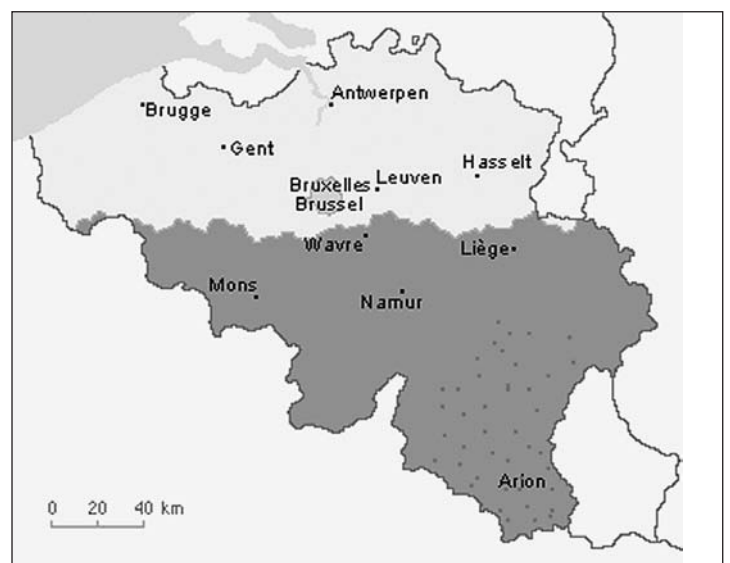 Antwerpen
Brugge
Gent
Hasselt
Leuven
Bruxelles
Brussel
Wavre
Liège
Mons
Namur
Arlon
0 20 40 km